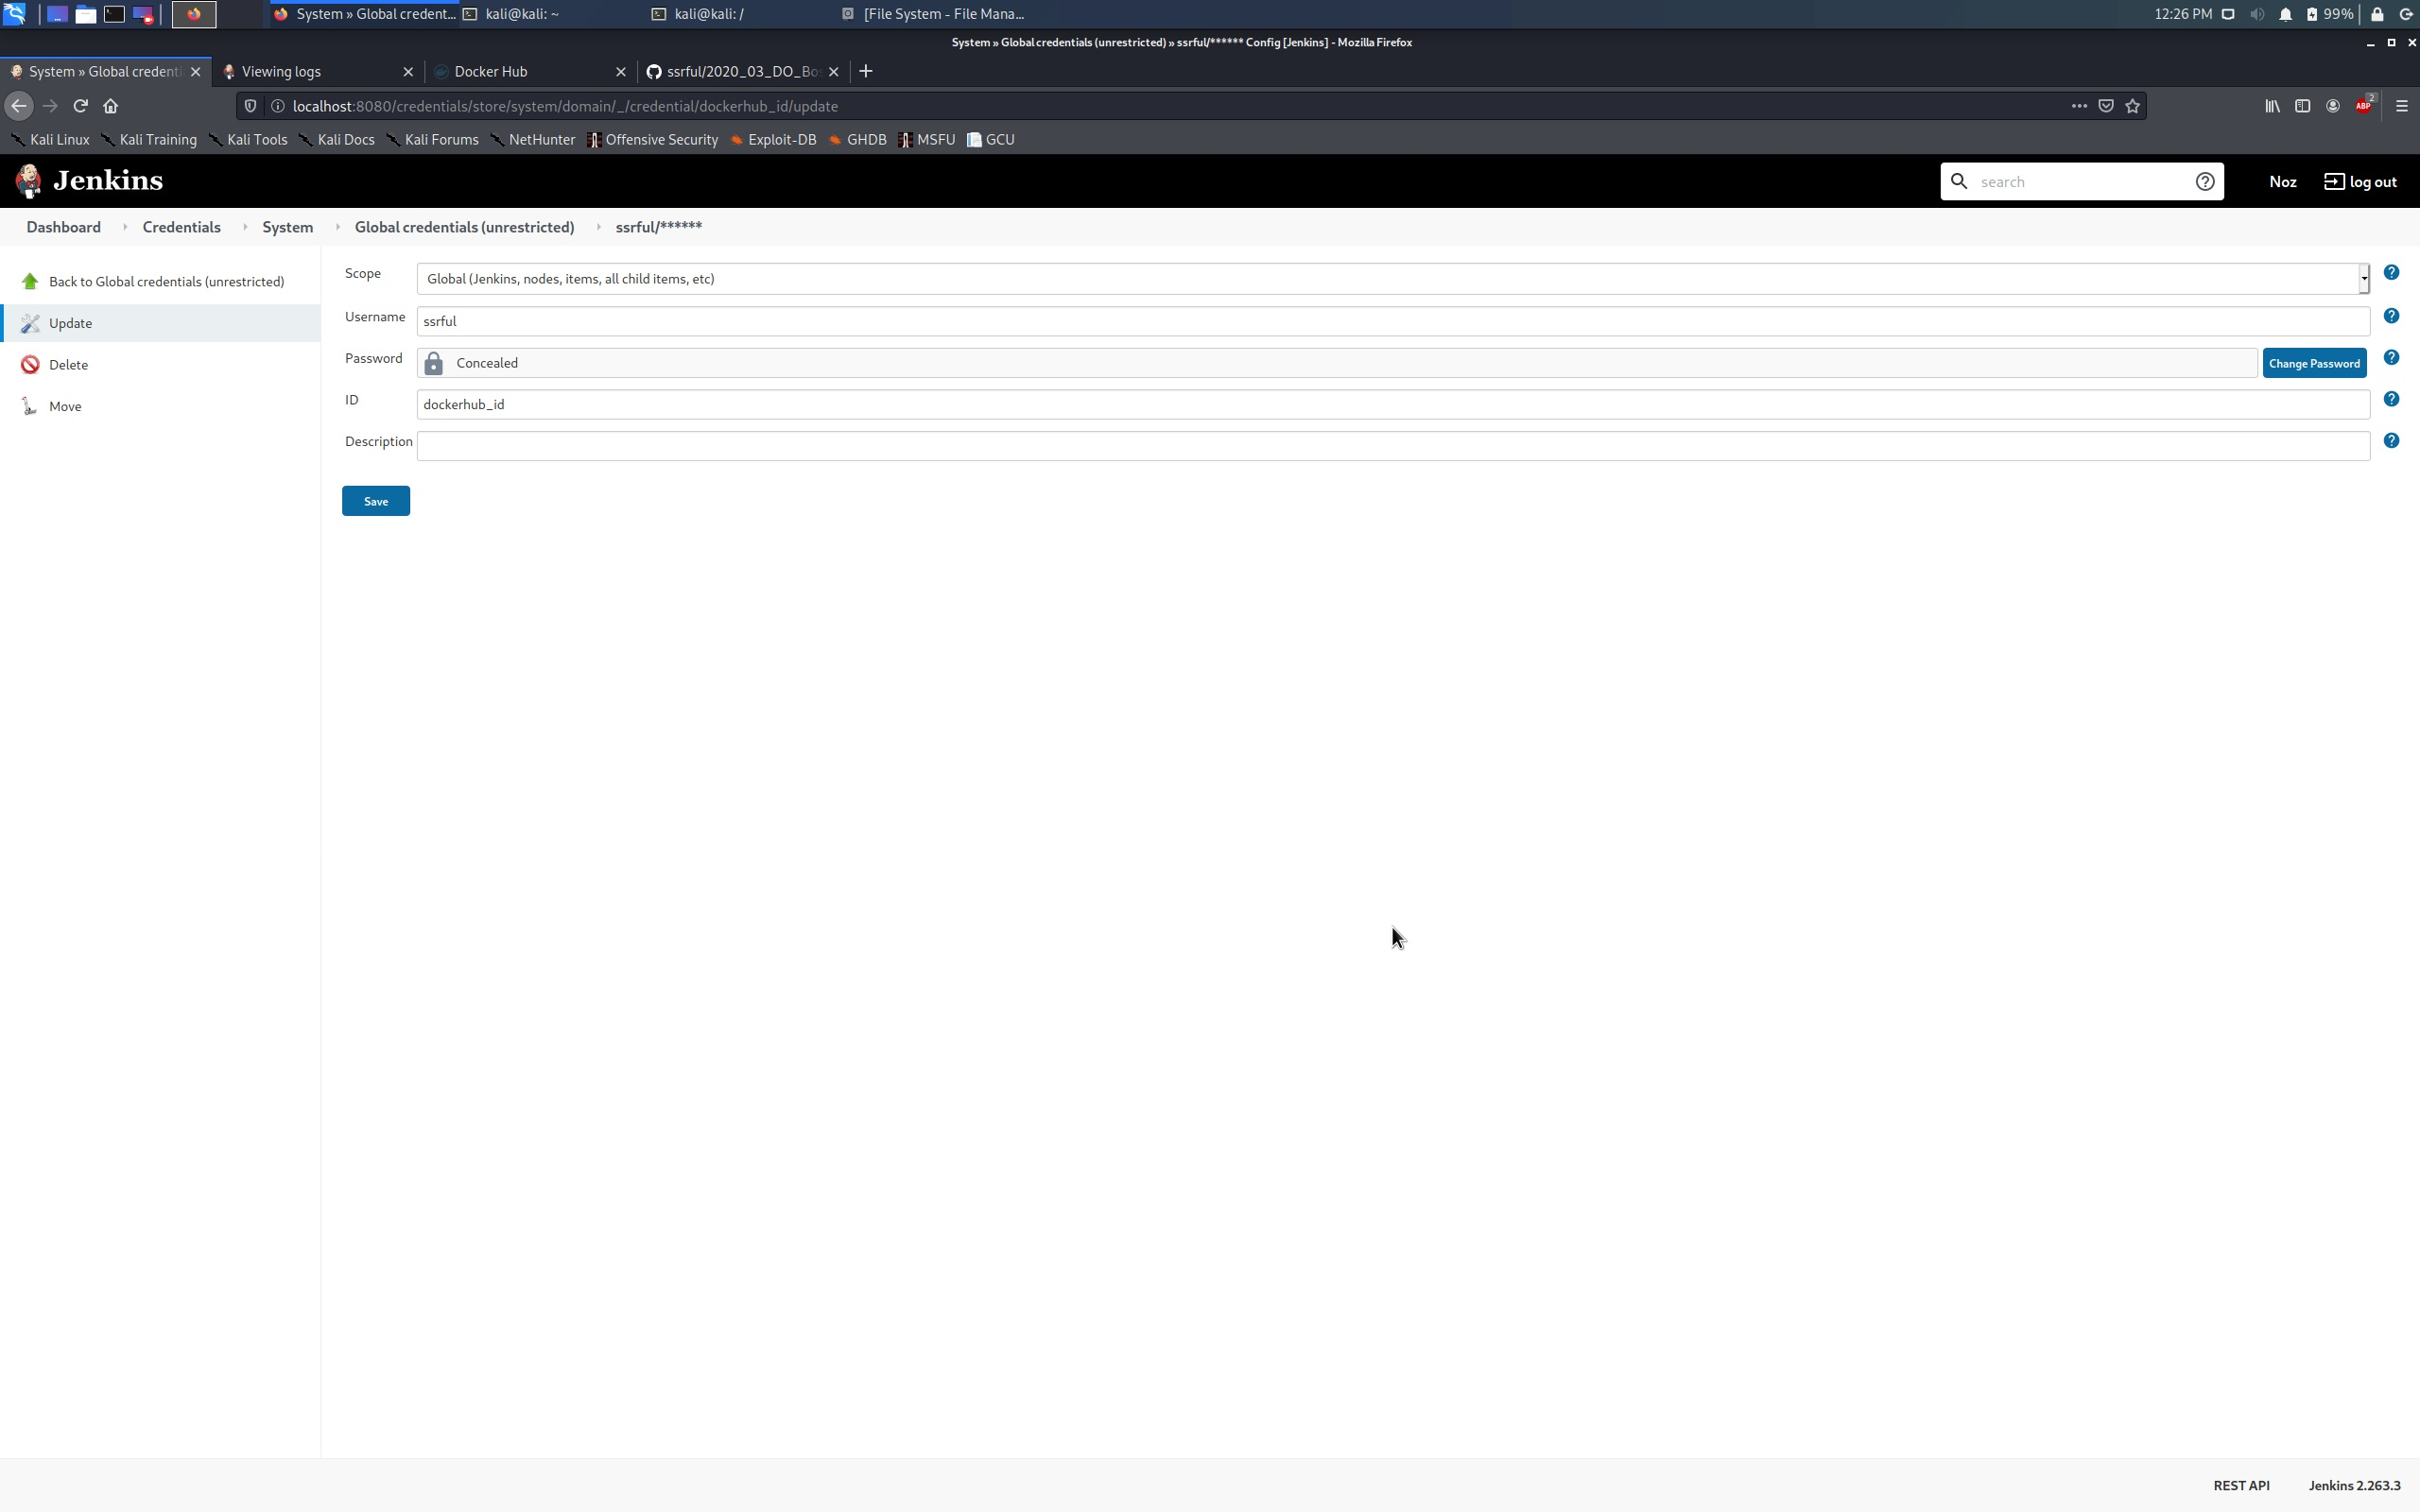 System » Global credent... kali@kali: ~ kali@kali: / [File System - File Mana... 12:26 PM 99%
System » Global credentials (unrestricted) » ssrful/****** Config [Jenkins] - Mozilla Firefox
System » Global credenti Viewing logs Docker Hub ssrful/2020_03_DO_Bos
localhost:8080/credentials/store/system/domain/_/credential/dockerhub_id/update ABP 2
Kali Linux Kali Training Kali Tools Kali Docs Kali Forums NetHunter Offensive Security Exploit-DB GHDB MSFU GCU
Jenkins search Noz log out
Dashboard Credentials System Global credentials (unrestricted) ssrful/******
Back to Global credentials (unrestricted)
Update
Delete
Move
Scope Global (Jenkins, nodes, items, all child items, etc)
Username ssrful
Password Concealed Change Password
ID dockerhub_id
Description
Save
REST API Jenkins 2.263.3